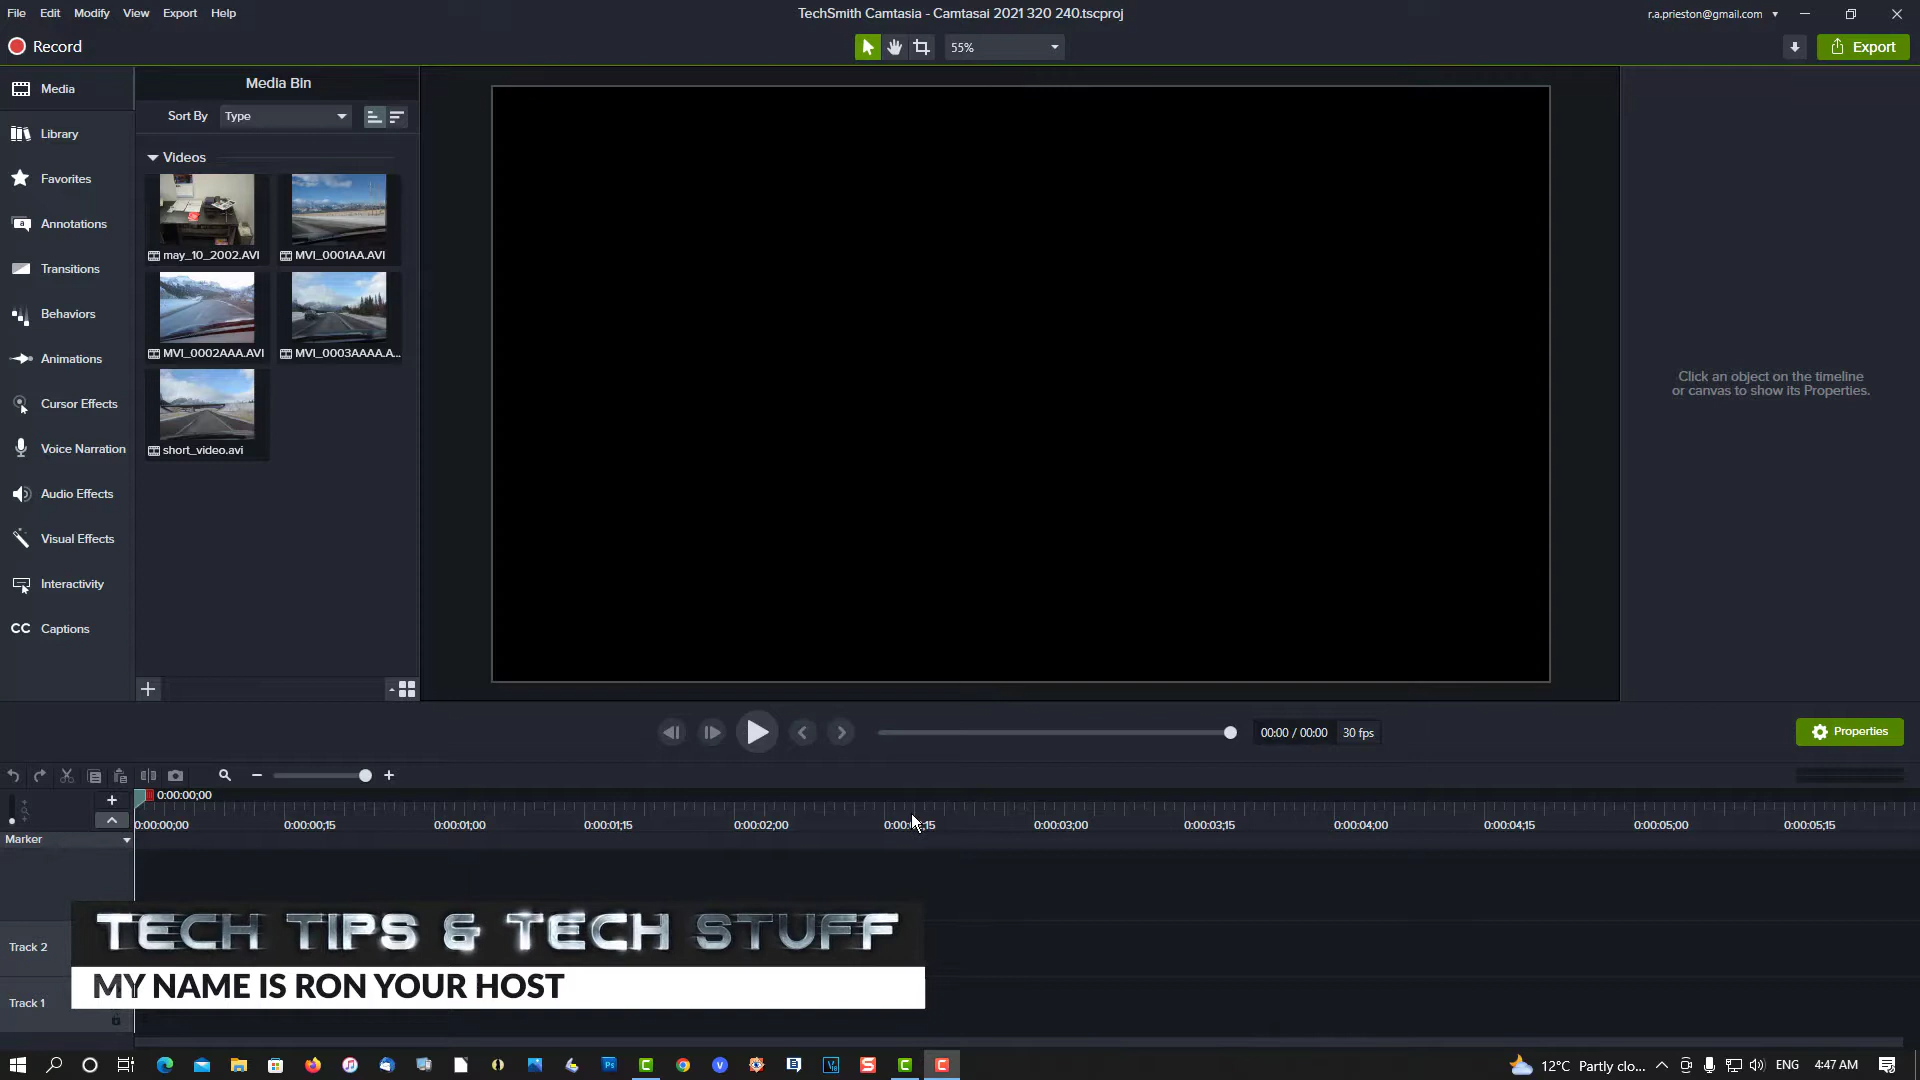 File Edit Modify View Export Help
TechSmith Camtasia - Camtasai 2021 320 240.tscproj
r.a.prieston@gmail.com
Record
55%
Export
Media
Library
Favorites
Annotations
Transitions
Behaviors
Animations
Cursor Effects
Voice Narration
Audio Effects
Visual Effects
Interactivity
CC Captions
Media Bin
Sort By Type
Videos
may_10_2002.AVI
MVI_0001AA.AVI
MVI_0002AAA.AVI
MVI_0003AAAA.A...
short_video.avi
Click an object on the timeline
or canvas to show its Properties.
00:00 / 00:00 30 fps
Properties
0:00:00;00
0:00:00;00 0:00:00;15 0:00:01;00 0:00:01;15 0:00:02;00 0:00:02;15 0:00:03;00 0:00:03;15 0:00:04;00 0:00:04;15 0:00:05;00 0:00:05;15
Marker
Track 2
Track 1
TECH TIPS & TECH STUFF
MY NAME IS RON YOUR HOST
12°C Partly clo...
ENG
4:47 AM